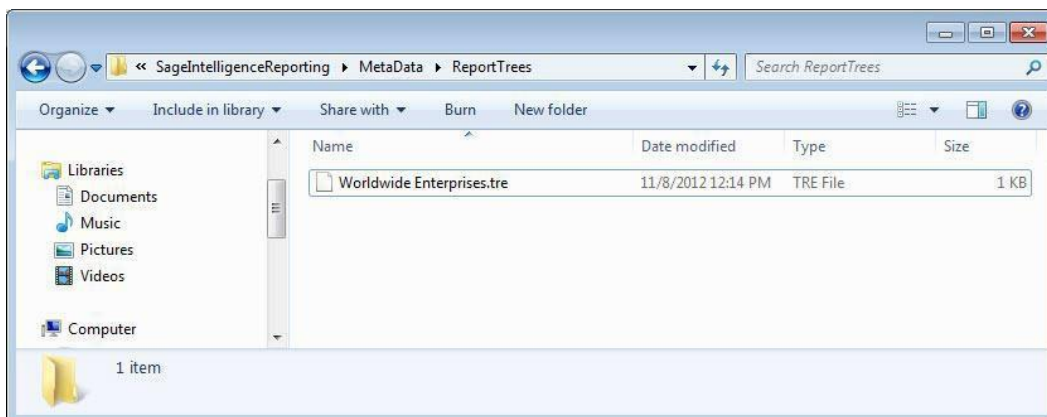 « SageIntelligenceReporting MetaData ReportTrees Search ReportTrees
Organize Include in library Share with Burn New folder
Name Date modified Type Size
Worldwide Enterprises.tre 11/8/2012 12:14 PM TRE File 1 KB
Libraries
Documents
Music
Pictures
Videos
Computer
1 item